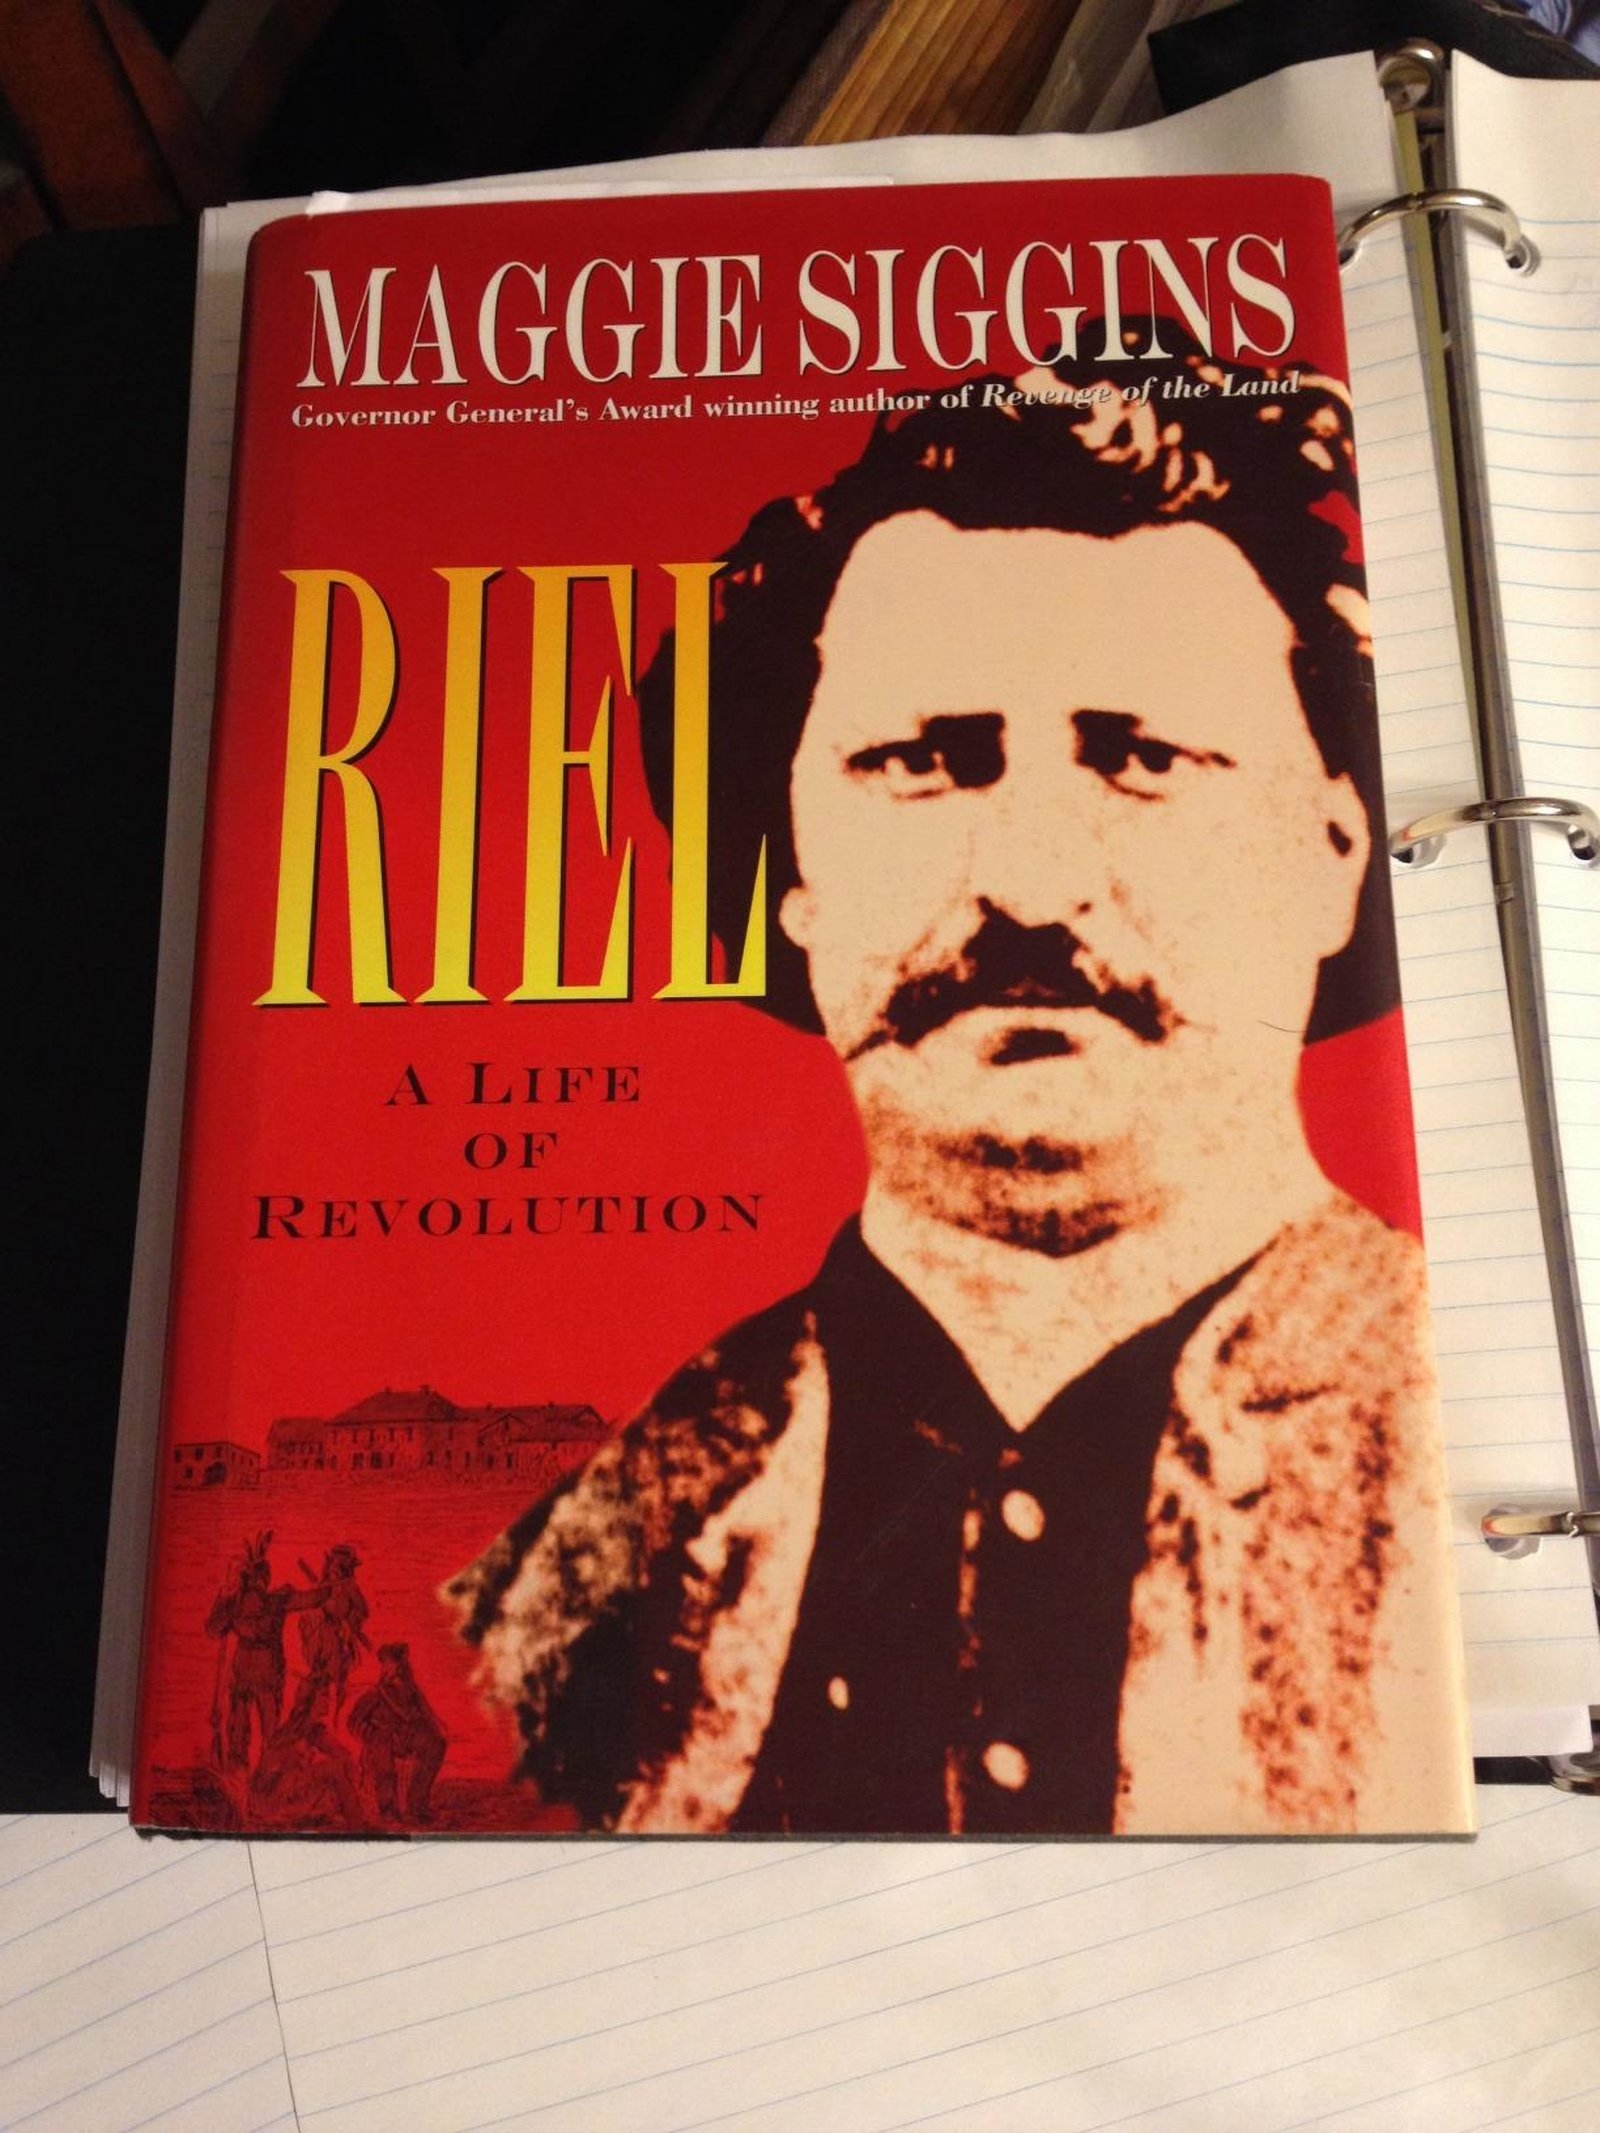 MAGGIE SIGGINS
Governor General's Award winning author of Revenge of the Land
RIEL
A LIFE
OF
REVOLUTION